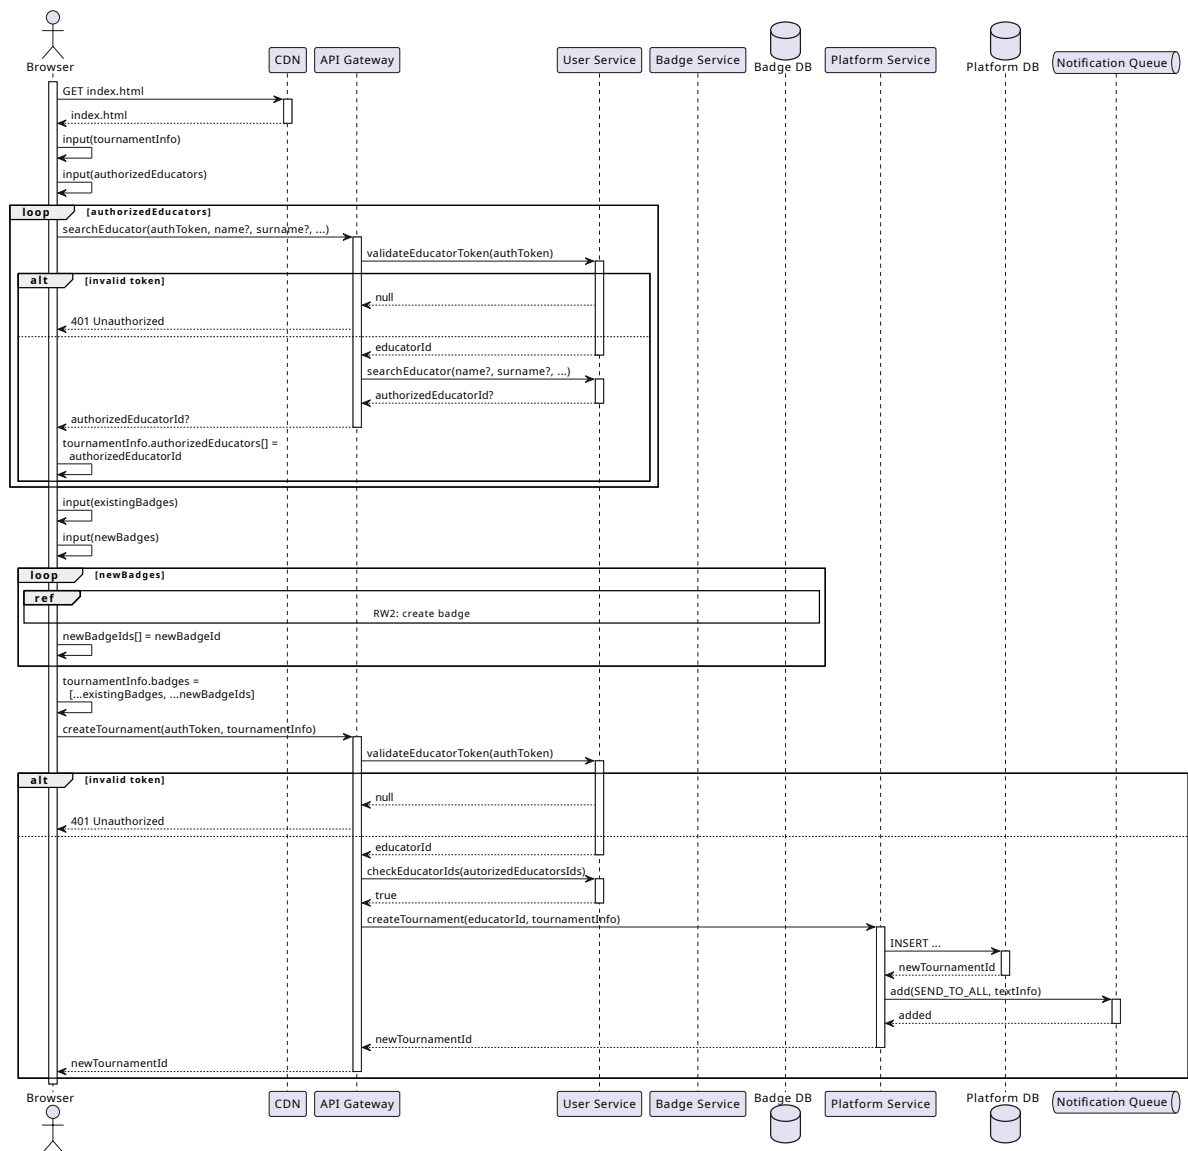 Browser
CDN
API Gateway
User Service
Badge Service
Badge DB
Platform Service
Platform DB
Notification Queue
GET index.html
index.html
input(tournamentInfo)
input(authorizedEducators)
loop [authorizedEducators]
searchEducator(authToken, name?, surname?, ...)
validateEducatorToken(authToken)
alt [invalid token]
null
401 Unauthorized
educatorId
searchEducator(name?, surname?, ...)
authorizedEducatorId?
authorizedEducatorId?
tournamentInfo.authorizedEducators[] =
authorizedEducatorId
input(existingBadges)
input(newBadges)
loop [newBadges]
ref
RW2: create badge
newBadgeIds[] = newBadgeId
tournamentInfo.badges =
[...existingBadges, ...newBadgeIds]
createTournament(authToken, tournamentInfo)
validateEducatorToken(authToken)
alt [invalid token]
null
401 Unauthorized
educatorId
checkEducatorIds(autorizedEducatorsIds)
true
createTournament(educatorId, tournamentInfo)
INSERT ...
newTournamentId
add(SEND_TO_ALL, textInfo)
added
newTournamentId
newTournamentId
Browser
CDN
API Gateway
User Service
Badge Service
Badge DB
Platform Service
Platform DB
Notification Queue